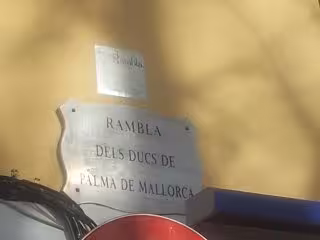 Rambla
RAMBLA
DELS DUCS DE
PALMA DE MALLORCA